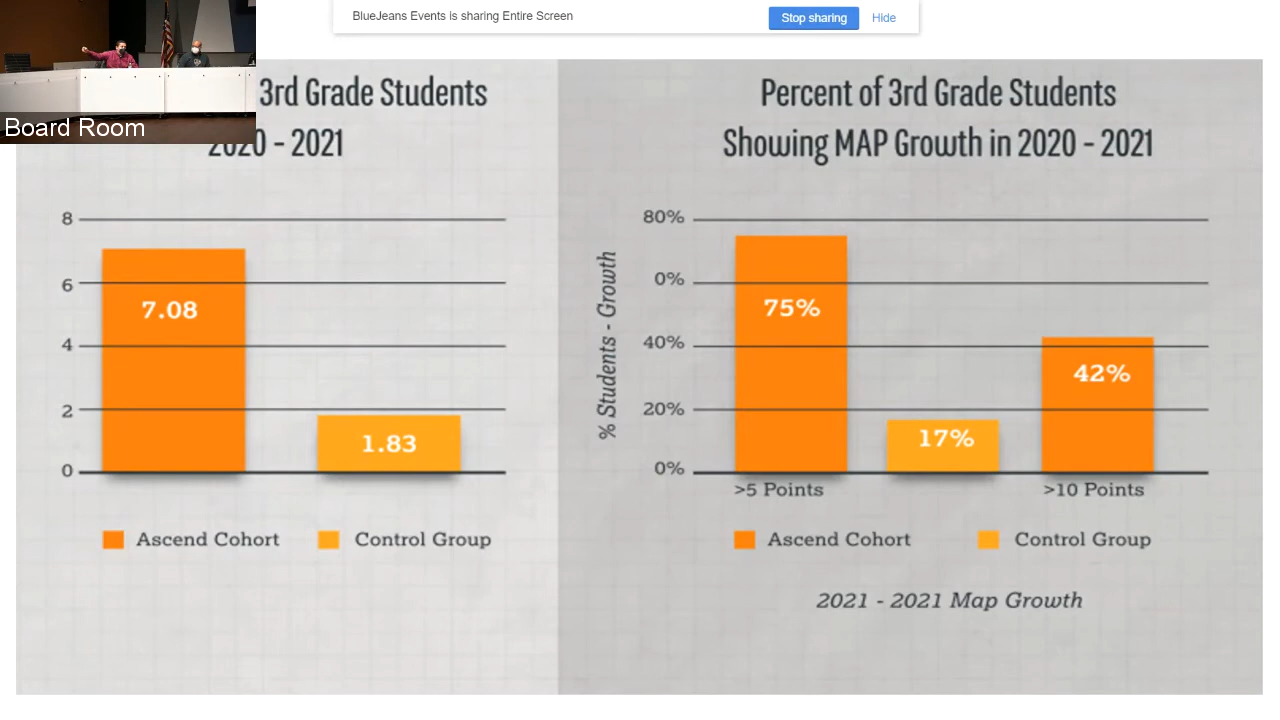 BlueJeans Events is sharing Entire Screen
Stop sharing
Hide
Board Room
3rd Grade Students
2020 - 2021
8
6
4
2
0
7.08
1.83
Ascend Cohort
Control Group
Percent of 3rd Grade Students
Showing MAP Growth in 2020 - 2021
% Students - Growth
80%
0%
40%
20%
0%
75%
17%
42%
>5 Points
>10 Points
Ascend Cohort
Control Group
2021 - 2021 Map Growth